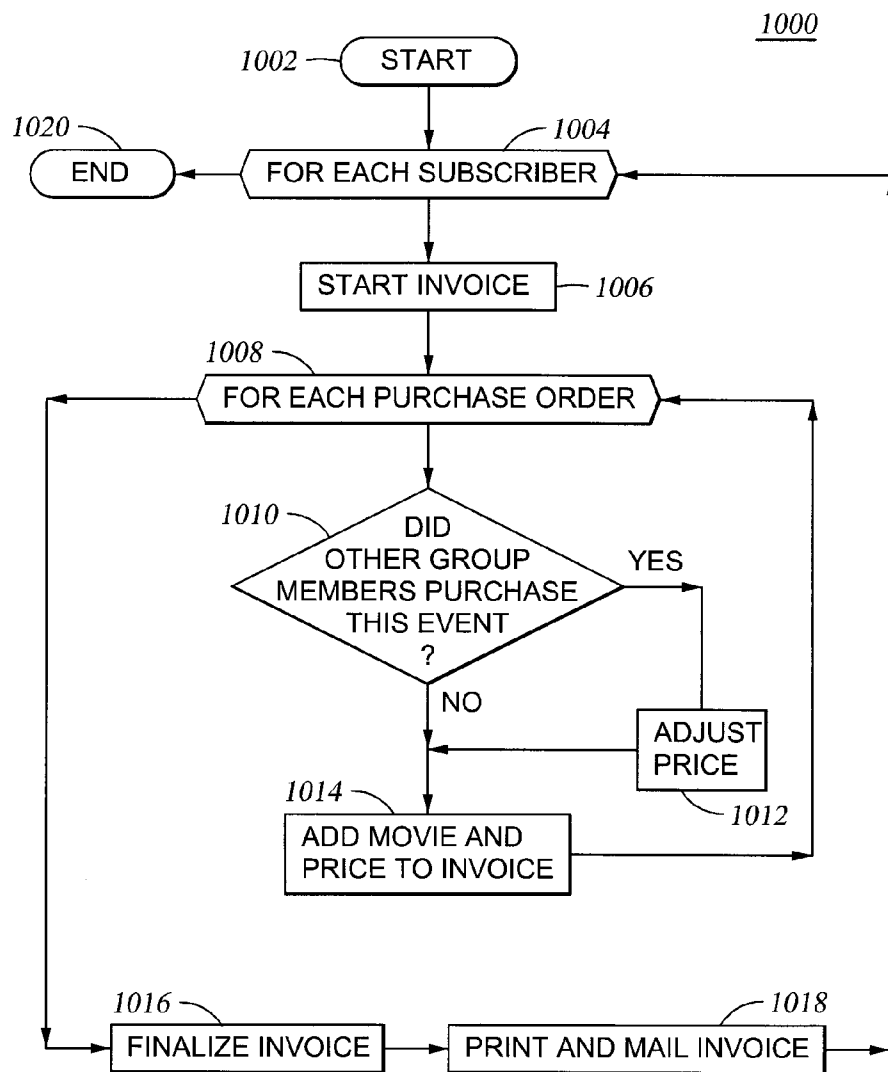 1000
1002
START
1020
1004
END
FOR EACH SUBSCRIBER
START INVOICE
1006
1008
FOR EACH PURCHASE ORDER
1010
DID
OTHER GROUP
MEMBERS PURCHASE
THIS EVENT
?
YES
NO
ADJUST
PRICE
1012
1014
ADD MOVIE AND
PRICE TO INVOICE
1016
1018
FINALIZE INVOICE
PRINT AND MAIL INVOICE